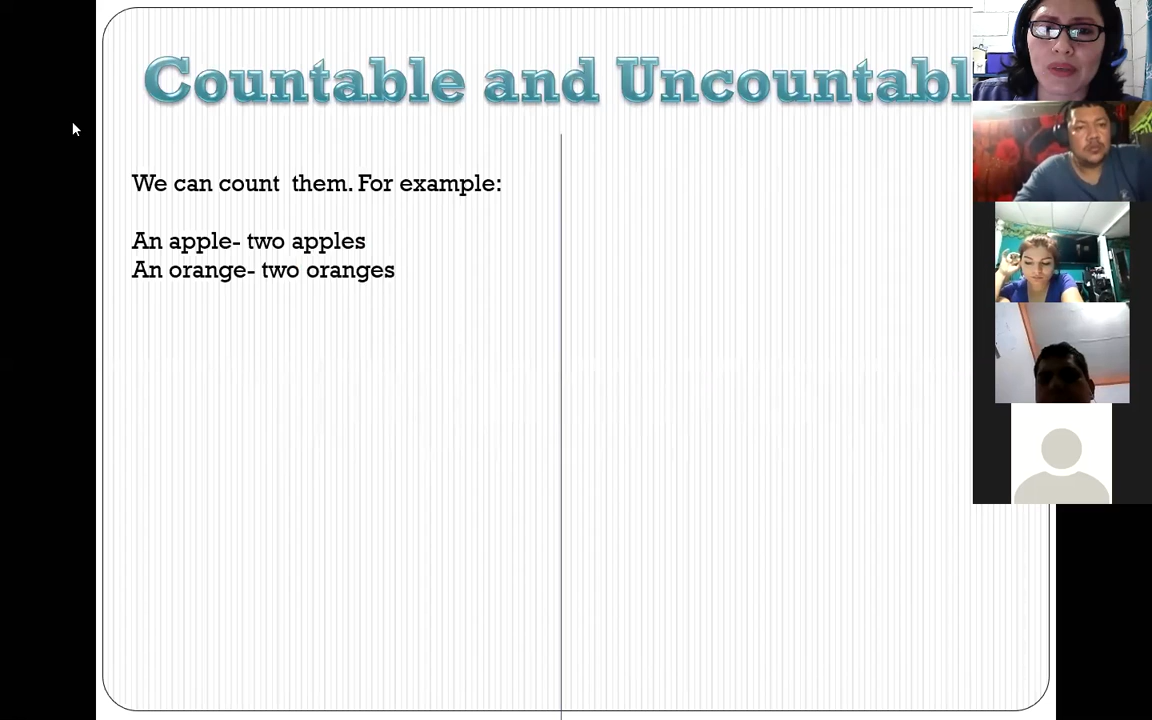 Countable and Uncountabl
We can count them. For example:
An apple- two apples
An orange- two oranges